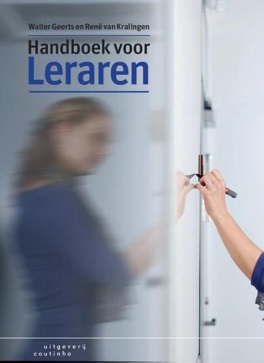 Walter Geerts en René van Kralingen
Handboek voor
Leraren
uitgeverij
coutinho